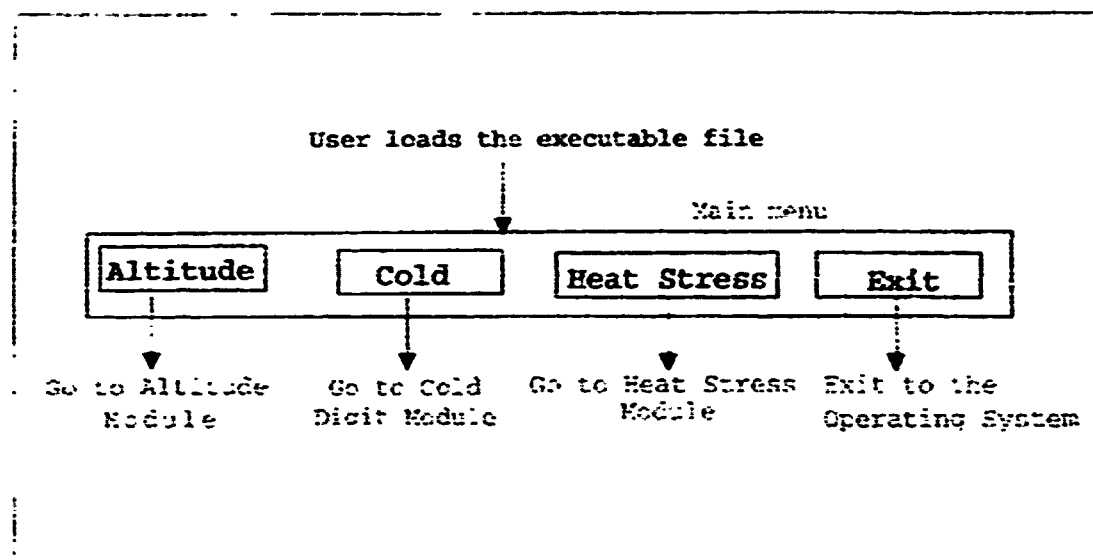 User loads the executable file
Main menu
Altitude
Cold
Heat Stress
Exit
Go to Altitude
Module
Go to Cold
Digit Module
Go to Heat Stress
Module
Exit to the
Operating System